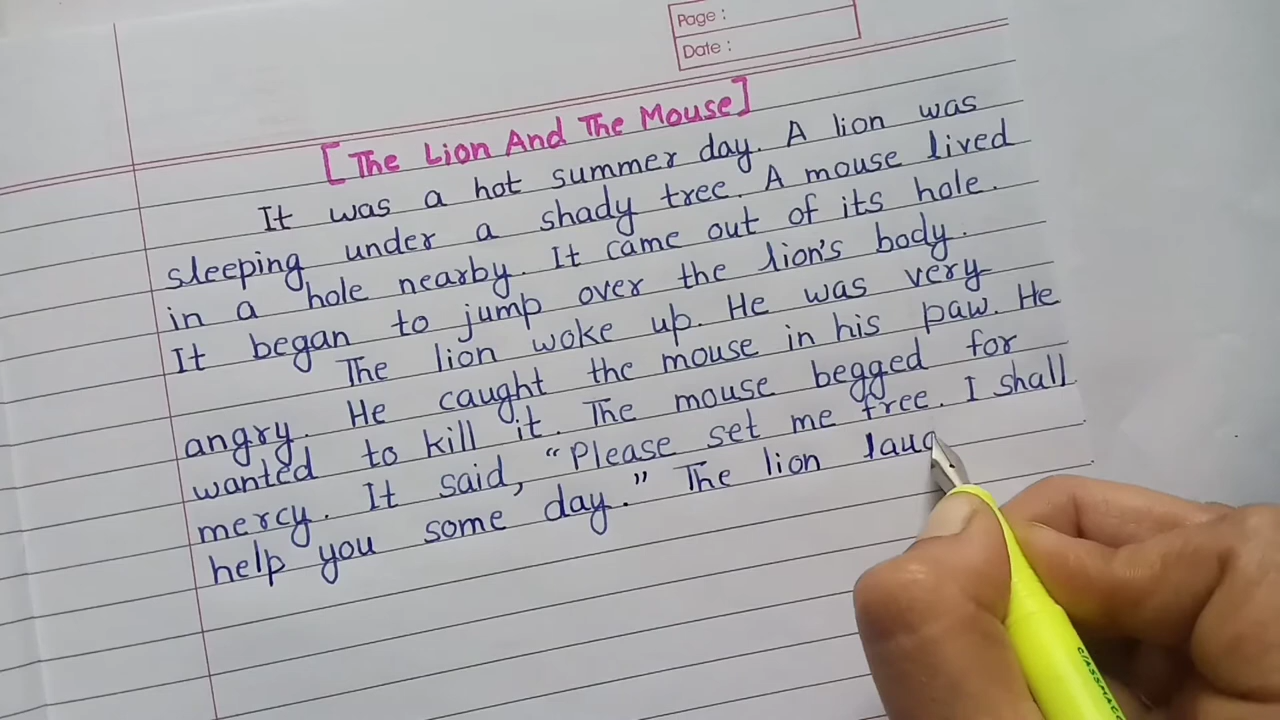 Page :
Date :
[The Lion And The Mouse]
It was a hot summer day. A lion was
sleeping under a shady tree. A mouse lived
in a hole nearby. It came out of its hole.
It began to jump over the lion's body.
The lion woke up. He was very
angry. He caught the mouse in his paw. He
wanted to kill it. The mouse begged for
mercy. It said, "Please set me free. I shall
help you some day." The lion laug
CLASSMA